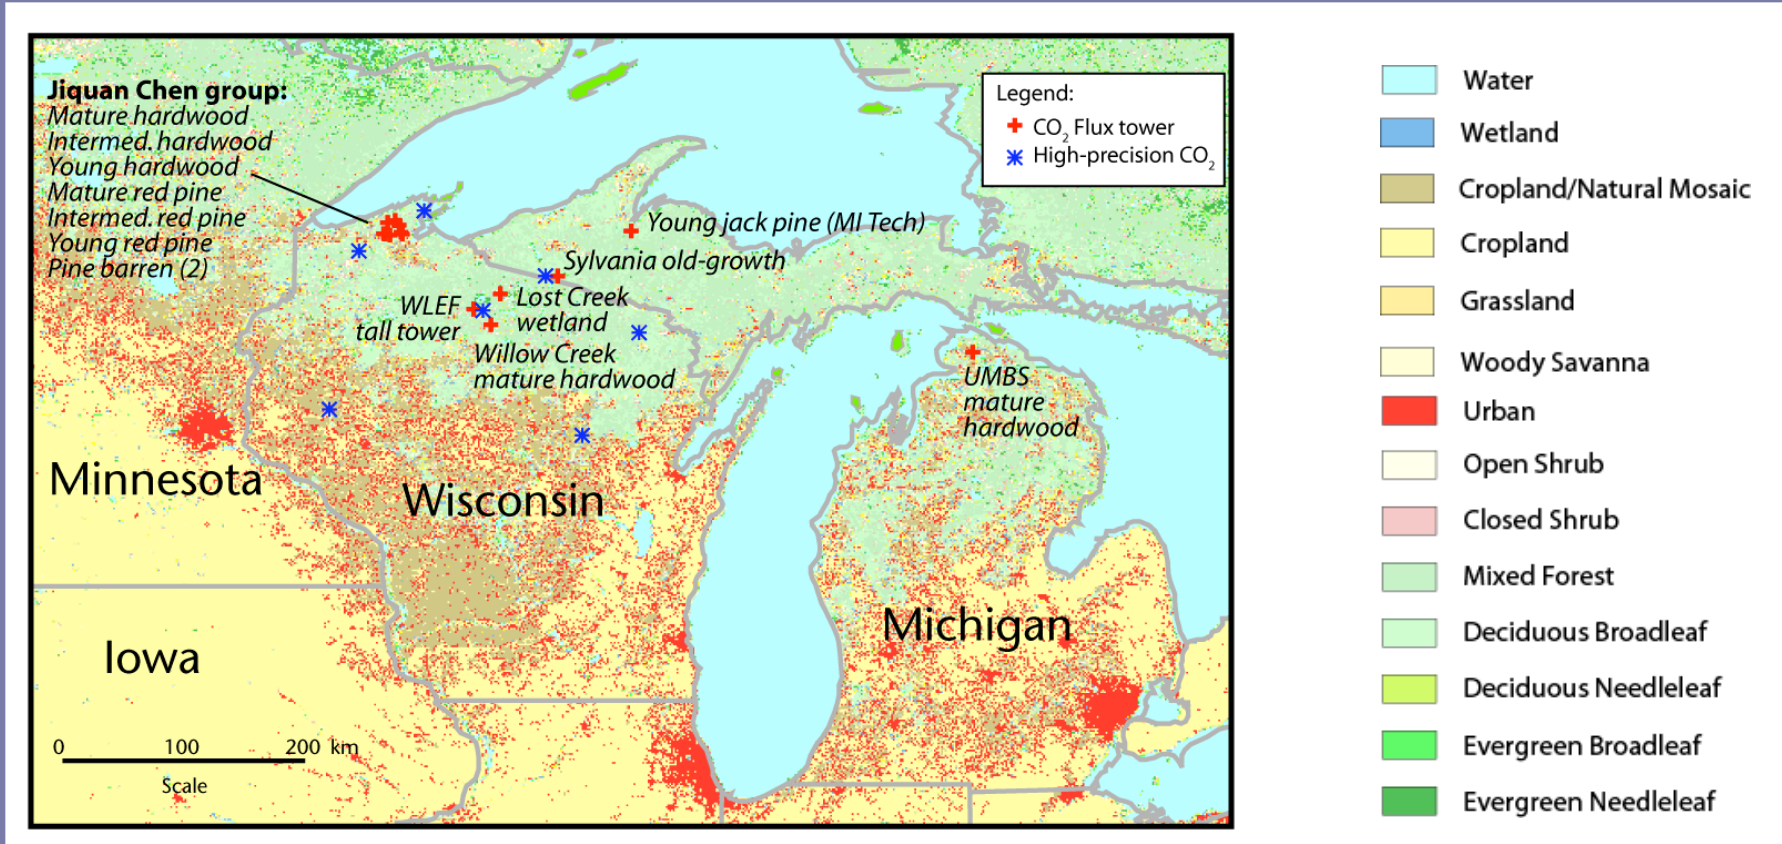 Jiquan Chen group:
Mature hardwood
Intermed. hardwood
Young hardwood
Mature red pine
Intermed. red pine
Young red pine
Pine barren (2)
Legend:
CO2 Flux tower
High-precision CO2
Young jack pine (MI Tech)
Sylvania old-growth
WLEF
tall tower
Lost Creek
wetland
Willow Creek
mature hardwood
UMBS
mature
hardwood
Minnesota
Wisconsin
Iowa
Michigan
0 100 200 km
Scale
Water
Wetland
Cropland/Natural Mosaic
Cropland
Grassland
Woody Savanna
Urban
Open Shrub
Closed Shrub
Mixed Forest
Deciduous Broadleaf
Deciduous Needleleaf
Evergreen Broadleaf
Evergreen Needleleaf